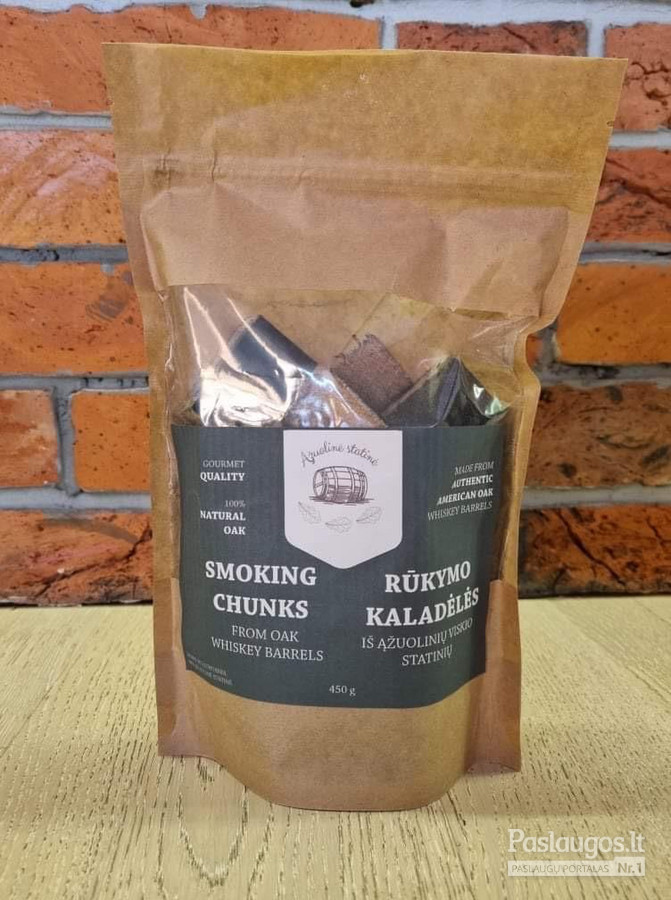 Ąžuolinė statinė
GOURMET
QUALITY
100%
NATURAL
OAK
MADE FROM
AUTHENTIC
AMERICAN OAK
WHISKEY BARRELS
SMOKING
CHUNKS
FROM OAK
WHISKEY BARRELS
RŪKYMO
KALADĖLĖS
IŠ ĄŽUOLINIŲ VISKIO
STATINIŲ
450 g
Paslaugos.lt
PASLAUGŲ PORTALAS Nr.1